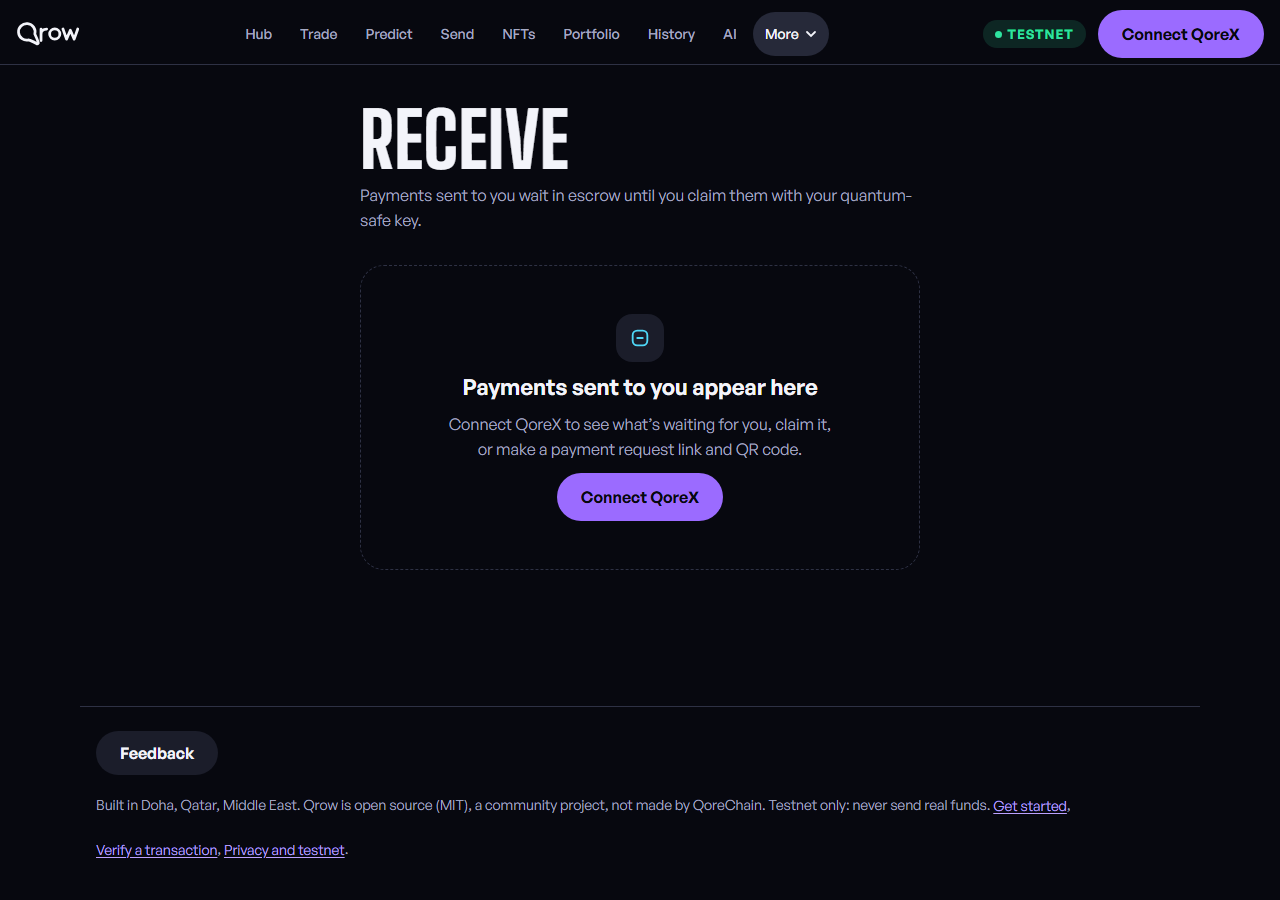 Qrow
Hub Trade Predict Send NFTs Portfolio History AI More
TESTNET
Connect QoreX
RECEIVE
Payments sent to you wait in escrow until you claim them with your quantum-
safe key.
Payments sent to you appear here
Connect QoreX to see what’s waiting for you, claim it,
or make a payment request link and QR code.
Connect QoreX
Feedback
Built in Doha, Qatar, Middle East. Qrow is open source (MIT), a community project, not made by QoreChain. Testnet only: never send real funds. Get started,
Verify a transaction, Privacy and testnet.